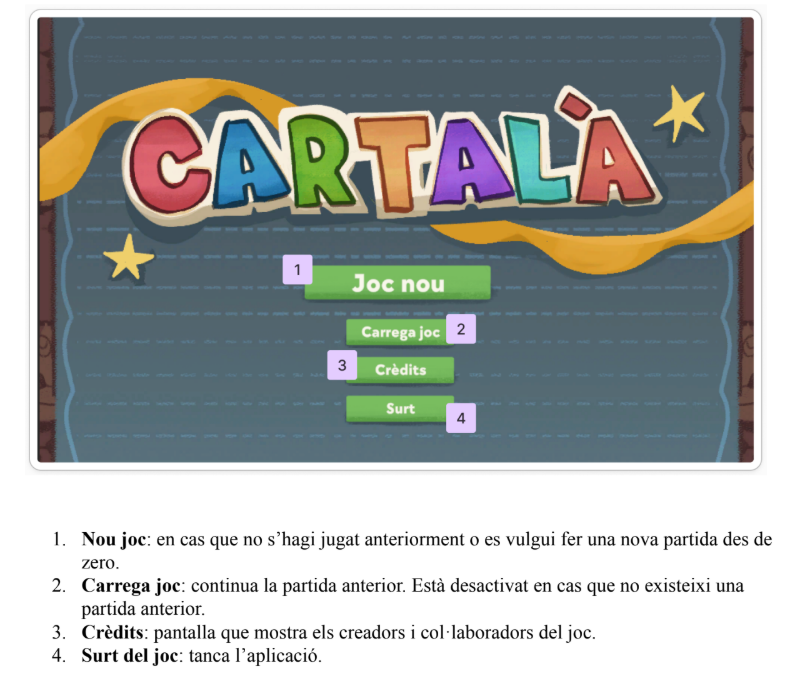 CARTALÀ
1
Joc nou
Carrega joc 2
3
Crèdits
Surt
4
1. Nou joc: en cas que no s’hagi jugat anteriorment o es vulgui fer una nova partida des de
zero.
2. Carrega joc: continua la partida anterior. Està desactivat en cas que no existeixi una
partida anterior.
3. Crèdits: pantalla que mostra els creadors i col·laboradors del joc.
4. Surt del joc: tanca l’aplicació.